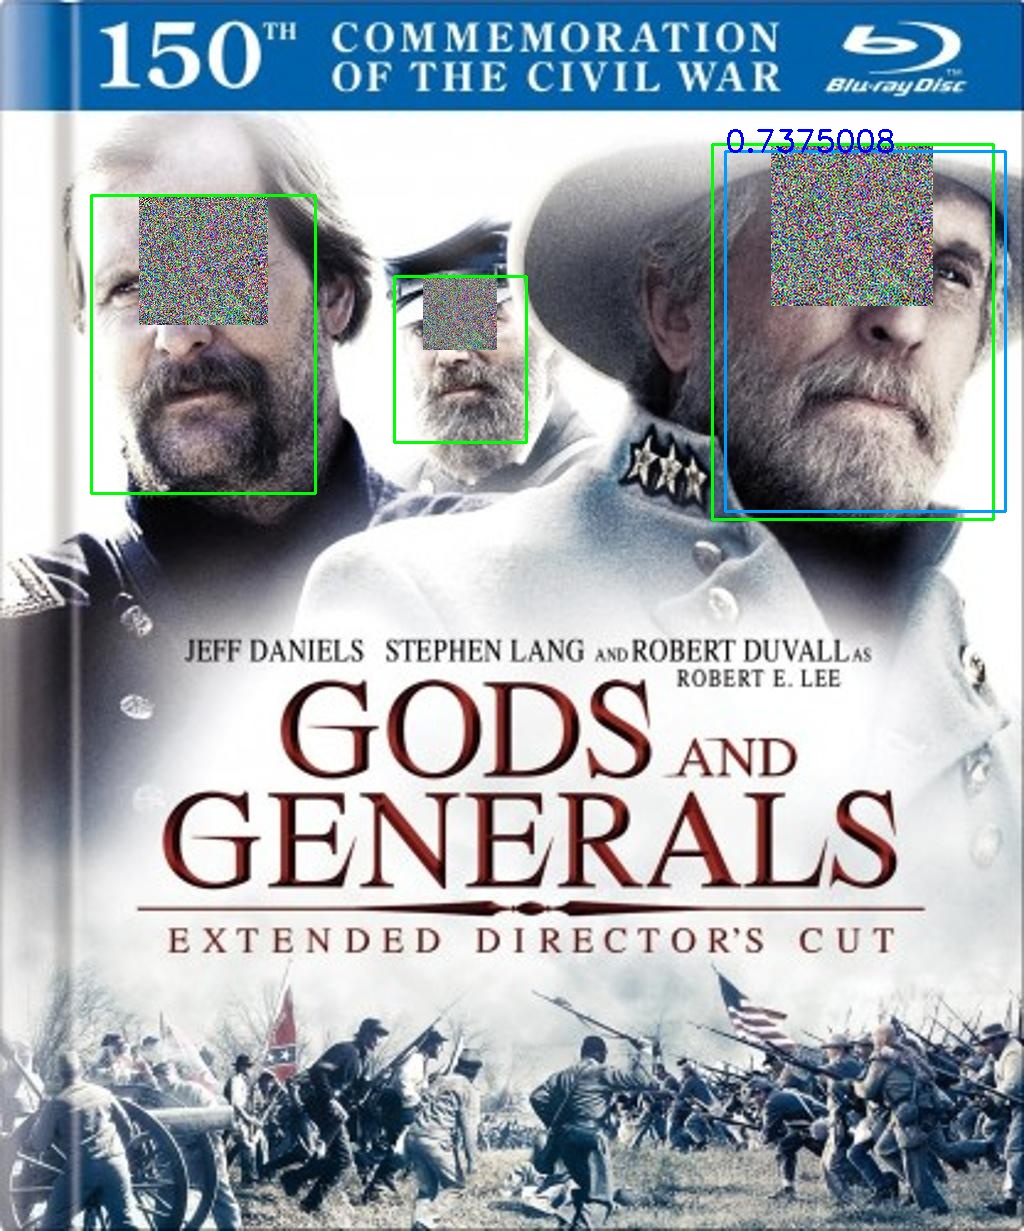 150TH COMMEMORATION
OF THE CIVIL WAR
Blu-ray Disc™
0.7375008
JEFF DANIELS STEPHEN LANG AND ROBERT DUVALL AS
ROBERT E. LEE
GODS AND
GENERALS
EXTENDED DIRECTOR'S CUT